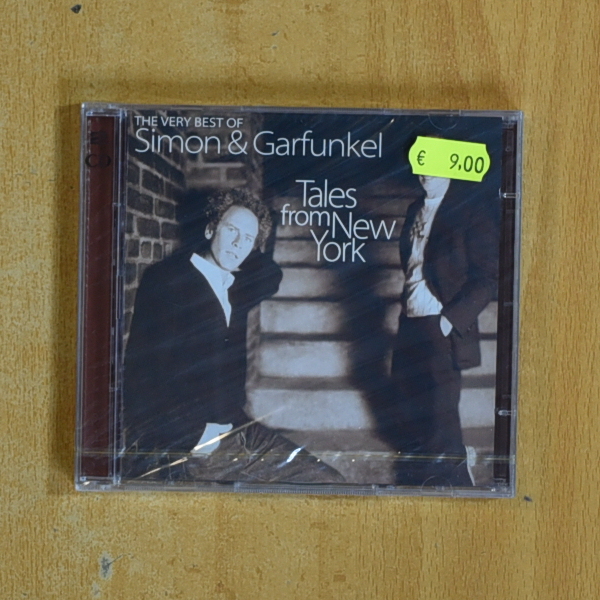 THE VERY BEST OF
Simon & Garfunkel
€ 9,00
Tales
from New
York